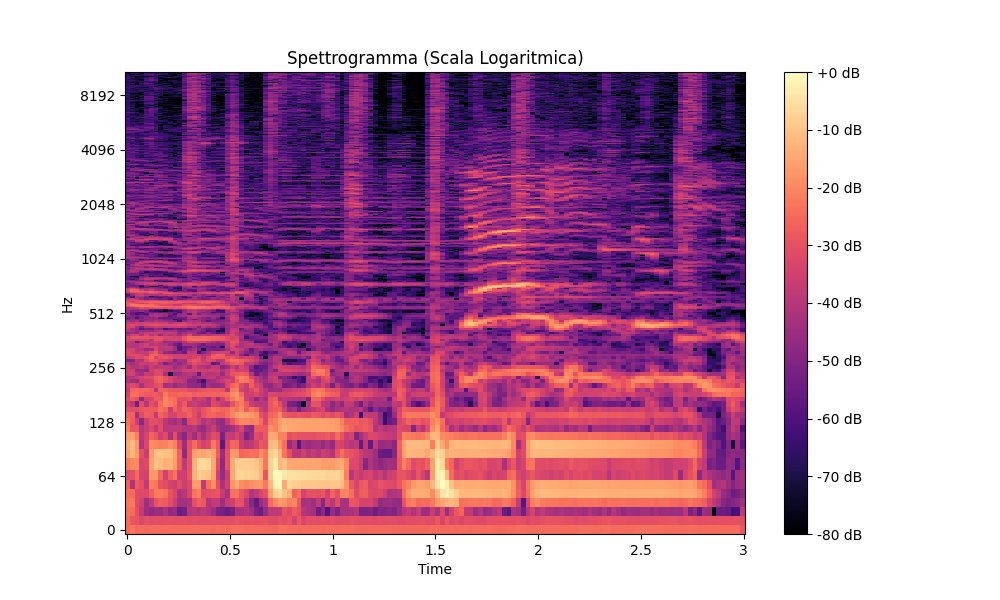 Spettrogramma (Scala Logaritmica)
Hz
8192
4096
2048
1024
512
256
128
64
0
0
0.5
1
1.5
2
2.5
3
Time
+0 dB
-10 dB
-20 dB
-30 dB
-40 dB
-50 dB
-60 dB
-70 dB
-80 dB